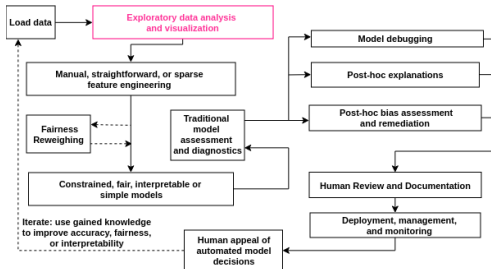 Load data
Exploratory data analysis
and visualization
Model debugging
Manual, straightforward, or sparse
feature engineering
Post-hoc explanations
Fairness
Reweighing
Traditional
model
assessment
and diagnostics
Post-hoc bias assessment
and remediation
Constrained, fair, interpretable or
simple models
Human Review and Documentation
Iterate: use gained knowledge
to improve accuracy, fairness,
or interpretability
Deployment, management,
and monitoring
Human appeal of
automated model
decisions